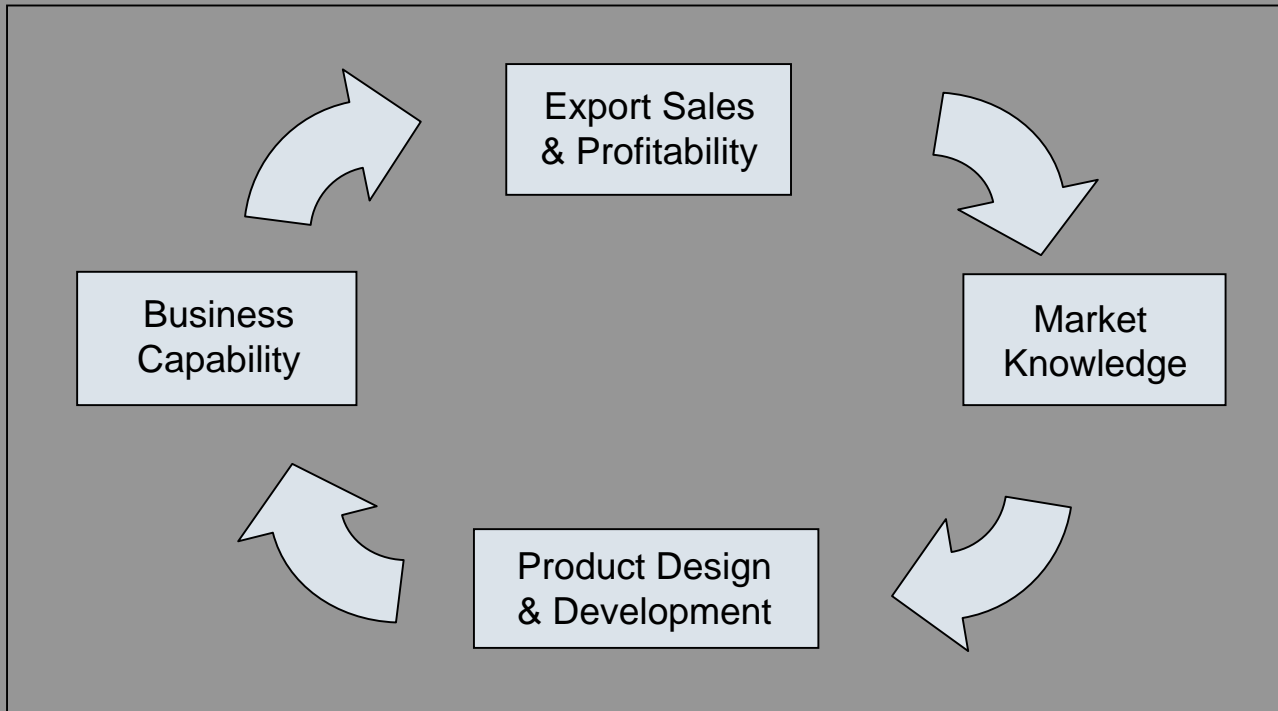 Export Sales
& Profitability
Business
Capability
Market
Knowledge
Product Design
& Development